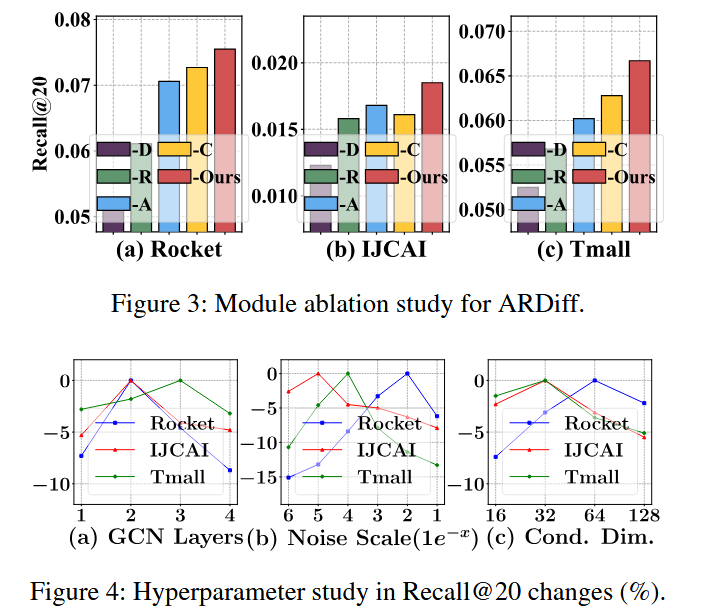 Recall@20
0.08
0.07
0.06
0.05
-D
-C
-R
-Ours
-A
(a) Rocket
0.020
0.015
0.010
-D
-C
-R
-Ours
-A
(b) IJCAI
0.070
0.065
0.060
0.055
0.050
-D
-C
-R
-Ours
-A
(c) Tmall
Figure 3: Module ablation study for ARDiff.
0
−5
−10
Rocket
IJCAI
Tmall
1 2 3 4
(a) GCN Layers
0
−5
−10
−15
Rocket
IJCAI
Tmall
6 5 4 3 2 1
(b) Noise Scale(1e⁻ˣ)
0
−5
−10
Rocket
IJCAI
Tmall
16 32 64 128
(c) Cond. Dim.
Figure 4: Hyperparameter study in Recall@20 changes (%).